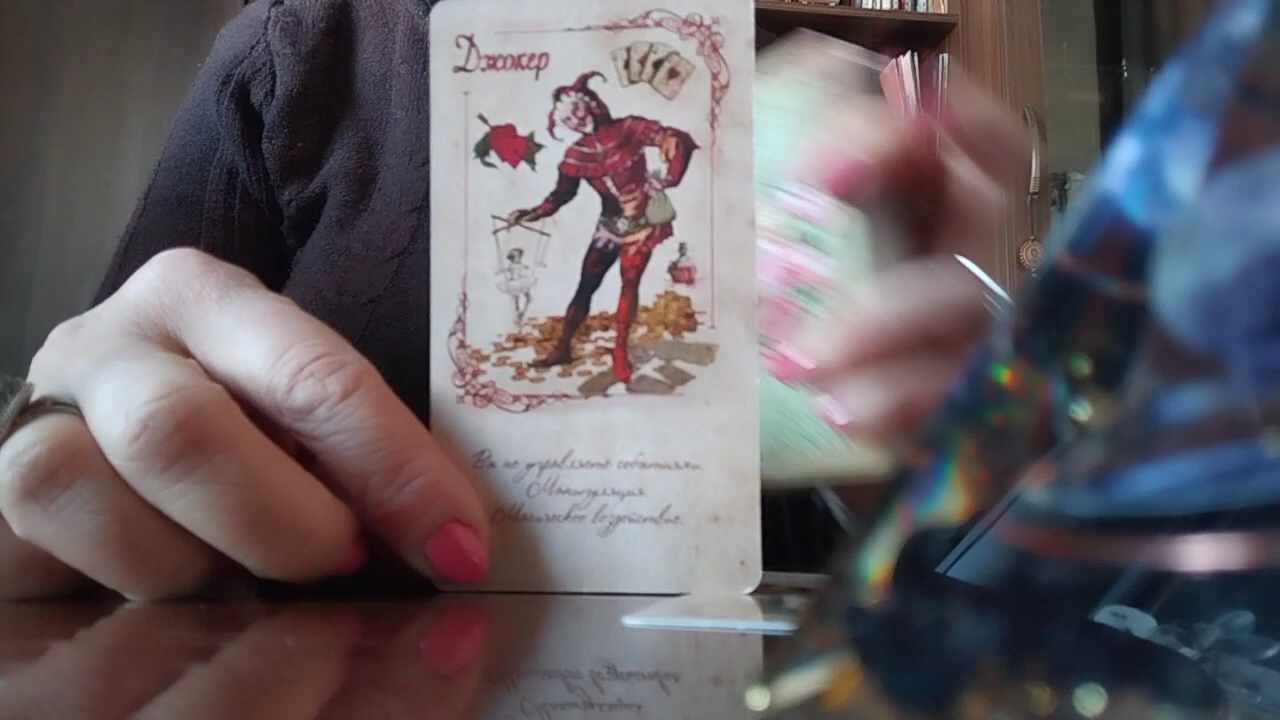 Джокер
Вы не управляете событиями
Манипуляция
Магическое воздействие.